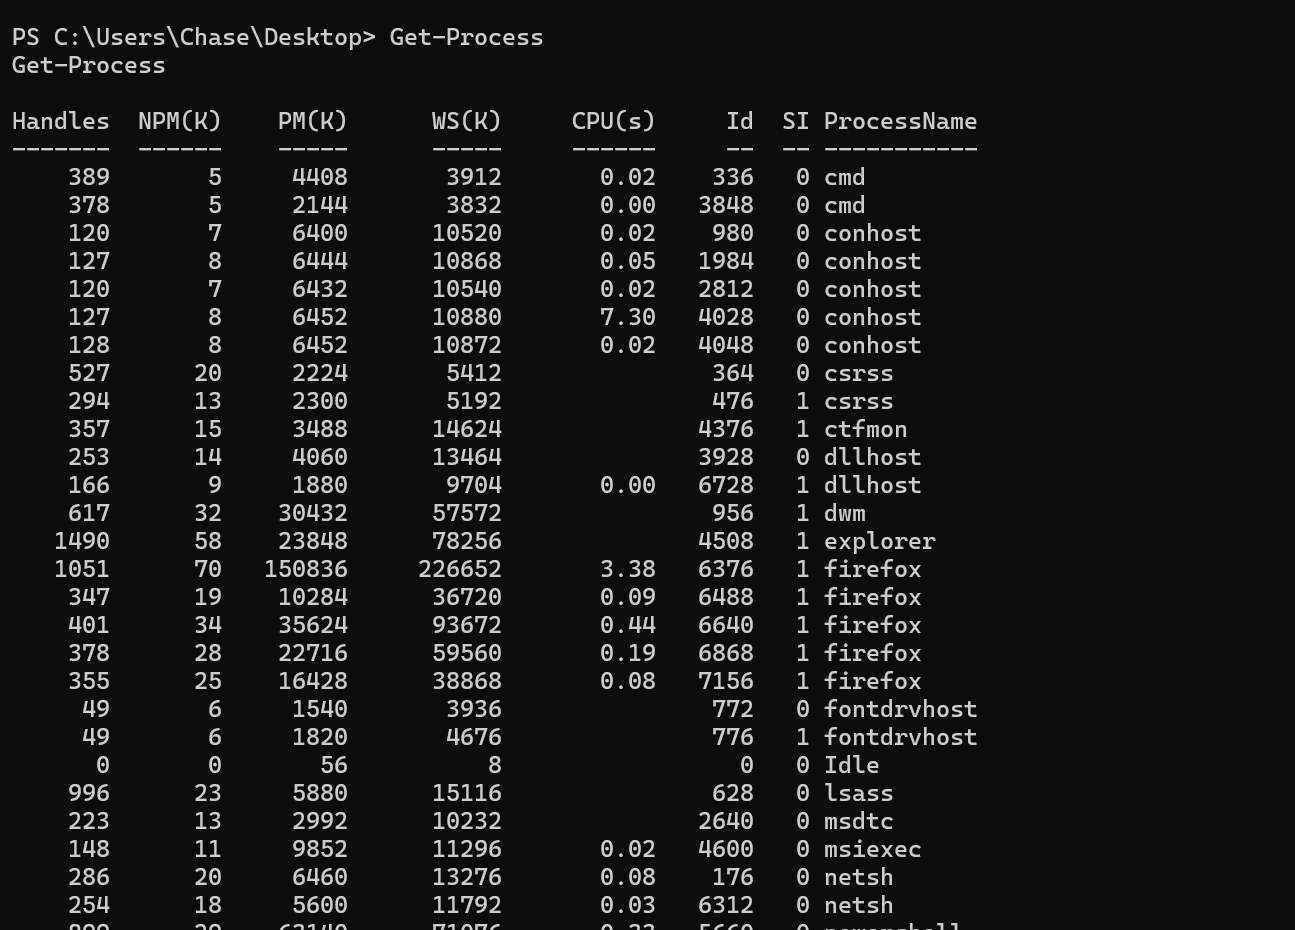 PS C:\Users\Chase\Desktop> Get-Process
Get-Process
Handles  NPM(K)    PM(K)      WS(K)     CPU(s)     Id  SI ProcessName
-------  ------    -----      -----     ------     --  -- -----------
    389       5     4408       3912       0.02    336   0 cmd
    378       5     2144       3832       0.00   3848   0 cmd
    120       7     6400      10520       0.02    980   0 conhost
    127       8     6444      10868       0.05   1984   0 conhost
    120       7     6432      10540       0.02   2812   0 conhost
    127       8     6452      10880       7.30   4028   0 conhost
    128       8     6452      10872       0.02   4048   0 conhost
    527      20     2224       5412               364   0 csrss
    294      13     2300       5192               476   1 csrss
    357      15     3488      14624              4376   1 ctfmon
    253      14     4060      13464              3928   0 dllhost
    166       9     1880       9704       0.00   6728   1 dllhost
    617      32    30432      57572               956   1 dwm
   1490      58    23848      78256              4508   1 explorer
   1051      70   150836     226652       3.38   6376   1 firefox
    347      19    10284      36720       0.09   6488   1 firefox
    401      34    35624      93672       0.44   6640   1 firefox
    378      28    22716      59560       0.19   6868   1 firefox
    355      25    16428      38868       0.08   7156   1 firefox
     49       6     1540       3936               772   0 fontdrvhost
     49       6     1820       4676               776   1 fontdrvhost
      0       0       56          8                 0   0 Idle
    996      23     5880      15116               628   0 lsass
    223      13     2992      10232              2640   0 msdtc
    148      11     9852      11296       0.02   4600   0 msiexec
    286      20     6460      13276       0.08    176   0 netsh
    254      18     5600      11792       0.03   6312   0 netsh